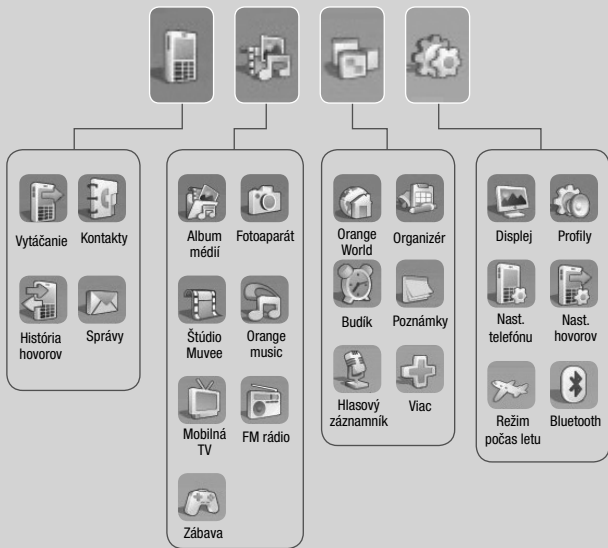 Vytáčanie
Kontakty
História
hovorov
Správy
Album
médií
Fotoaparát
Štúdio
Muvee
Orange
music
Mobilná
TV
FM rádio
Zábava
Orange
World
Organizér
Budík
Poznámky
Hlasový
záznamník
Viac
Displej
Profily
Nast.
telefónu
Nast.
hovorov
Režim
počas letu
Bluetooth